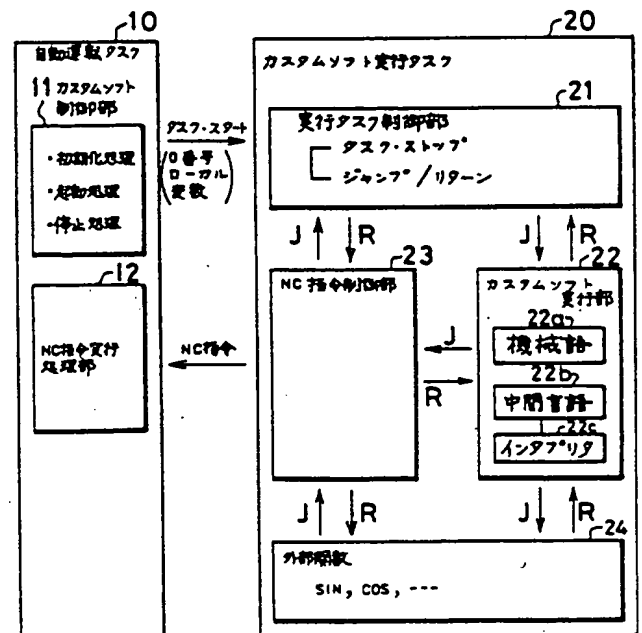 10
自動運転タスク
11 カスタムソフト
制御部
・初期化処理
・起動処理
・停止処理
12
NC指令実行
処理部
タスク・スタート
(O番号
ローカル
変数)
NC指令
20
カスタムソフト実行タスク
21
実行タスク制御部
タスク・ストップ
ジャンプ/リターン
J
R
J
R
23
NC指令制御部
J
R
22
カスタムソフト
実行部
22a
機械語
22b
中間言語
22c
インタプリタ
J
R
J
R
24
外部関数
SIN, COS, ---